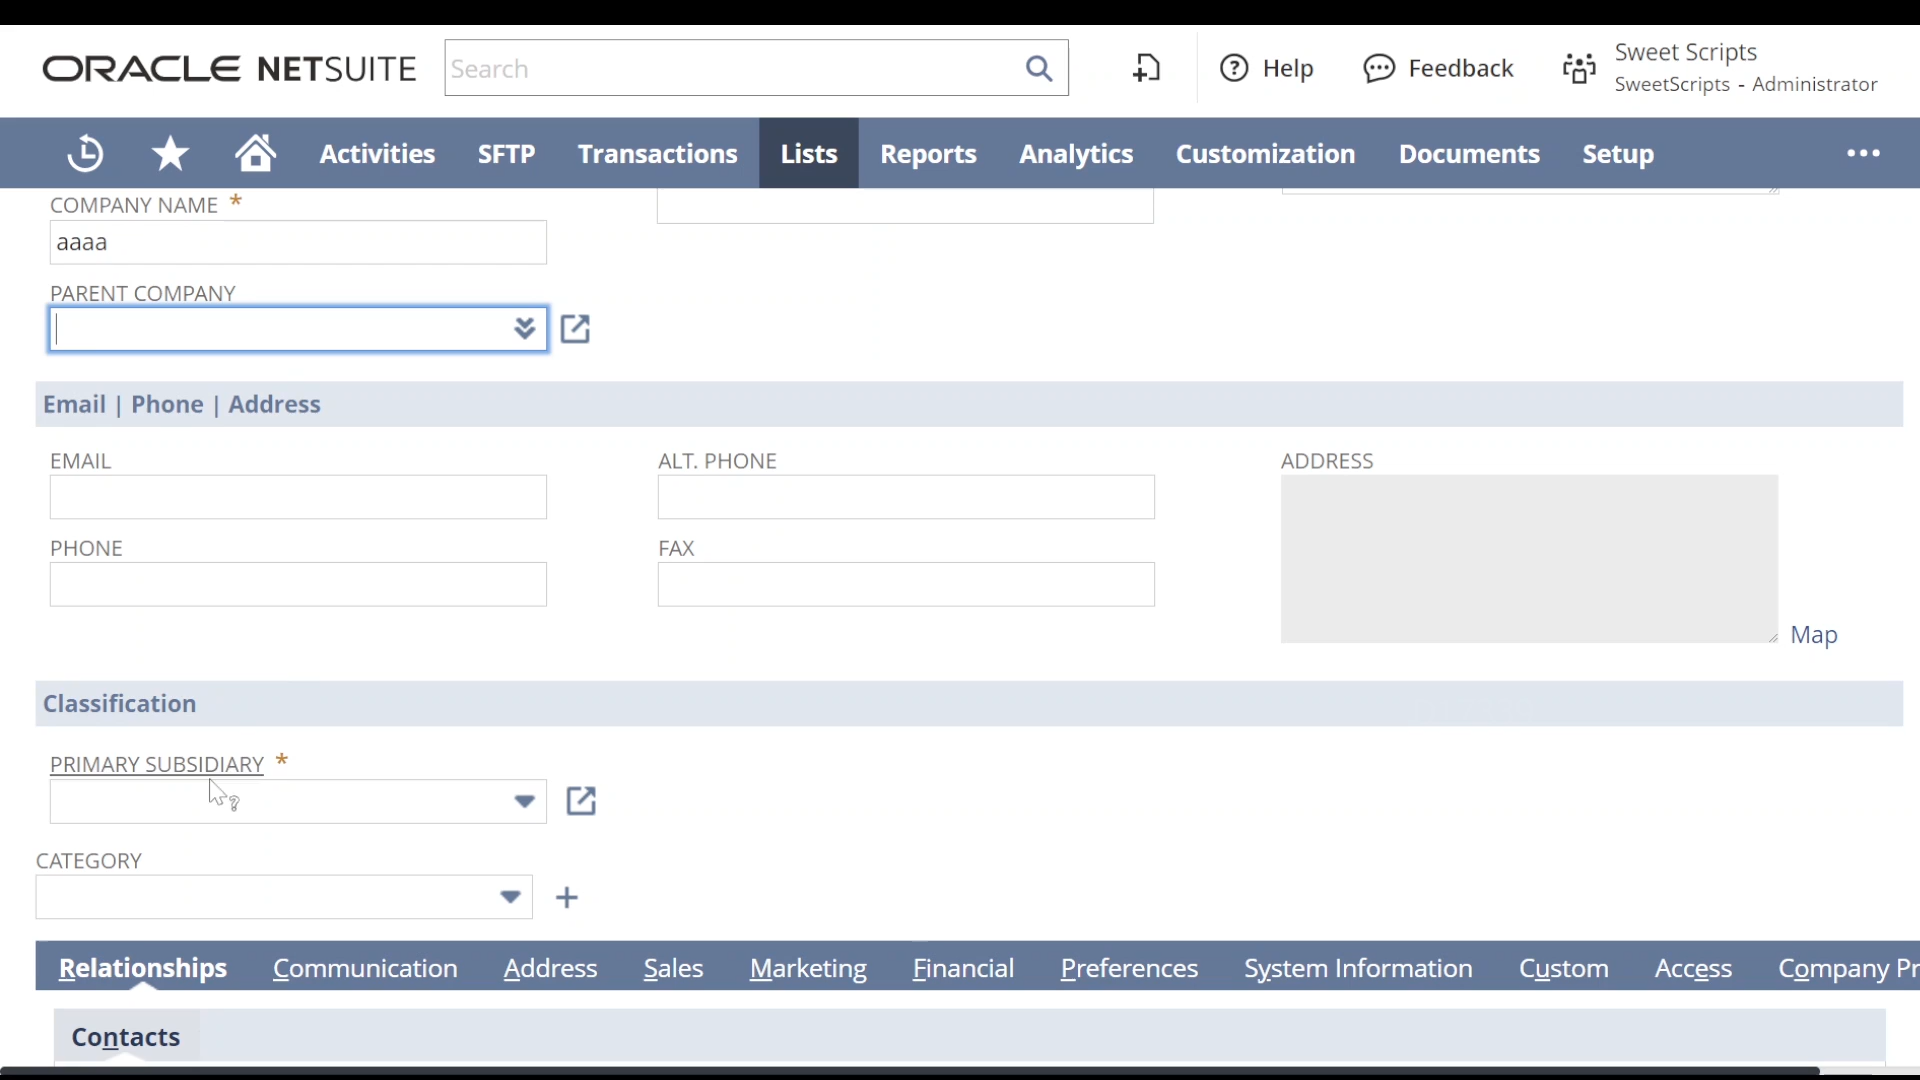 ORACLE NETSUITE
Search
Help
Feedback
Sweet Scripts
SweetScripts - Administrator
Activities
SFTP
Transactions
Lists
Reports
Analytics
Customization
Documents
Setup
COMPANY NAME *
aaaa
PARENT COMPANY
Email | Phone | Address
EMAIL
ALT. PHONE
ADDRESS
PHONE
FAX
Map
Classification
PRIMARY SUBSIDIARY *
CATEGORY
Relationships
Communication
Address
Sales
Marketing
Financial
Preferences
System Information
Custom
Access
Company Pr
Contacts